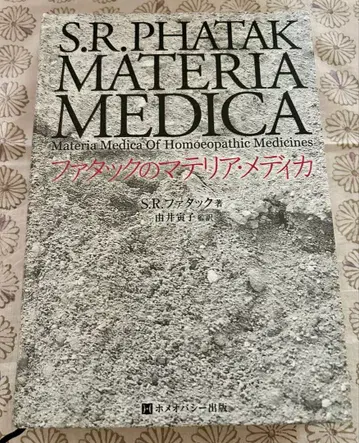 S.R.PHATAK
MATERIA
MEDICA
Materia Medica Of Homoeopathic Medicines
ファタックのマテリア・メディカ
S.R.ファタック 著
由井寅子 監訳
ホメオパシー出版